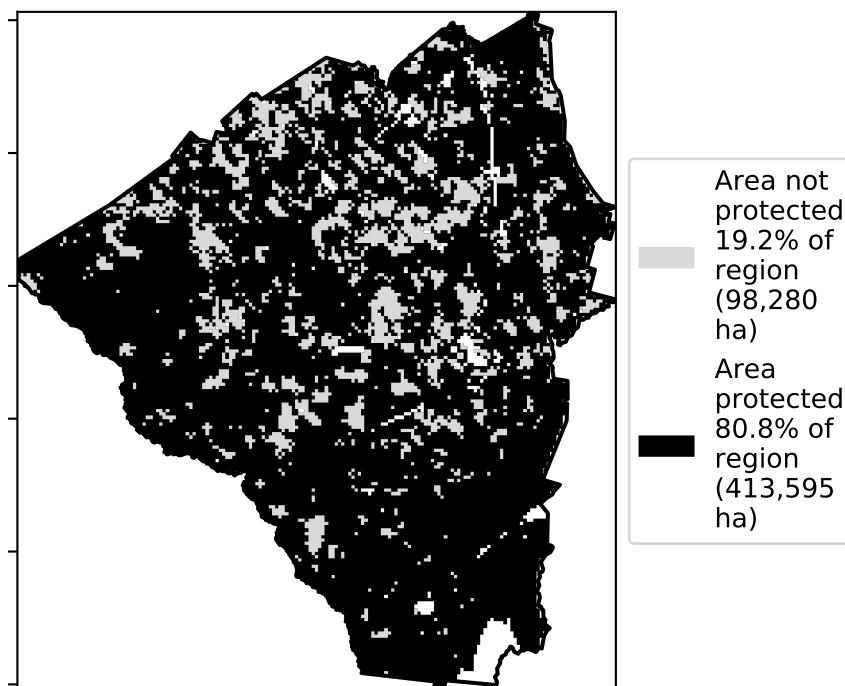 Area not
protected
19.2% of
region
(98,280
ha)
Area
protected
80.8% of
region
(413,595
ha)